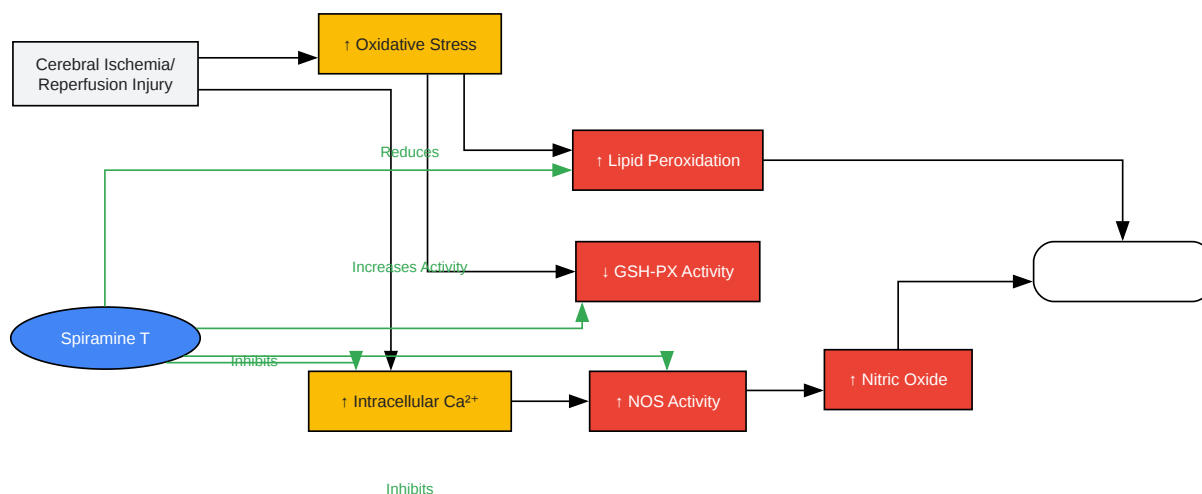 ↑ Oxidative Stress
Cerebral Ischemia/
Reperfusion Injury
Reduces
↑ Lipid Peroxidation
Increases Activity
↓ GSH-PX Activity
Spiramine T
Inhibits
↑ Intracellular Ca²⁺
↑ NOS Activity
↑ Nitric Oxide
Inhibits